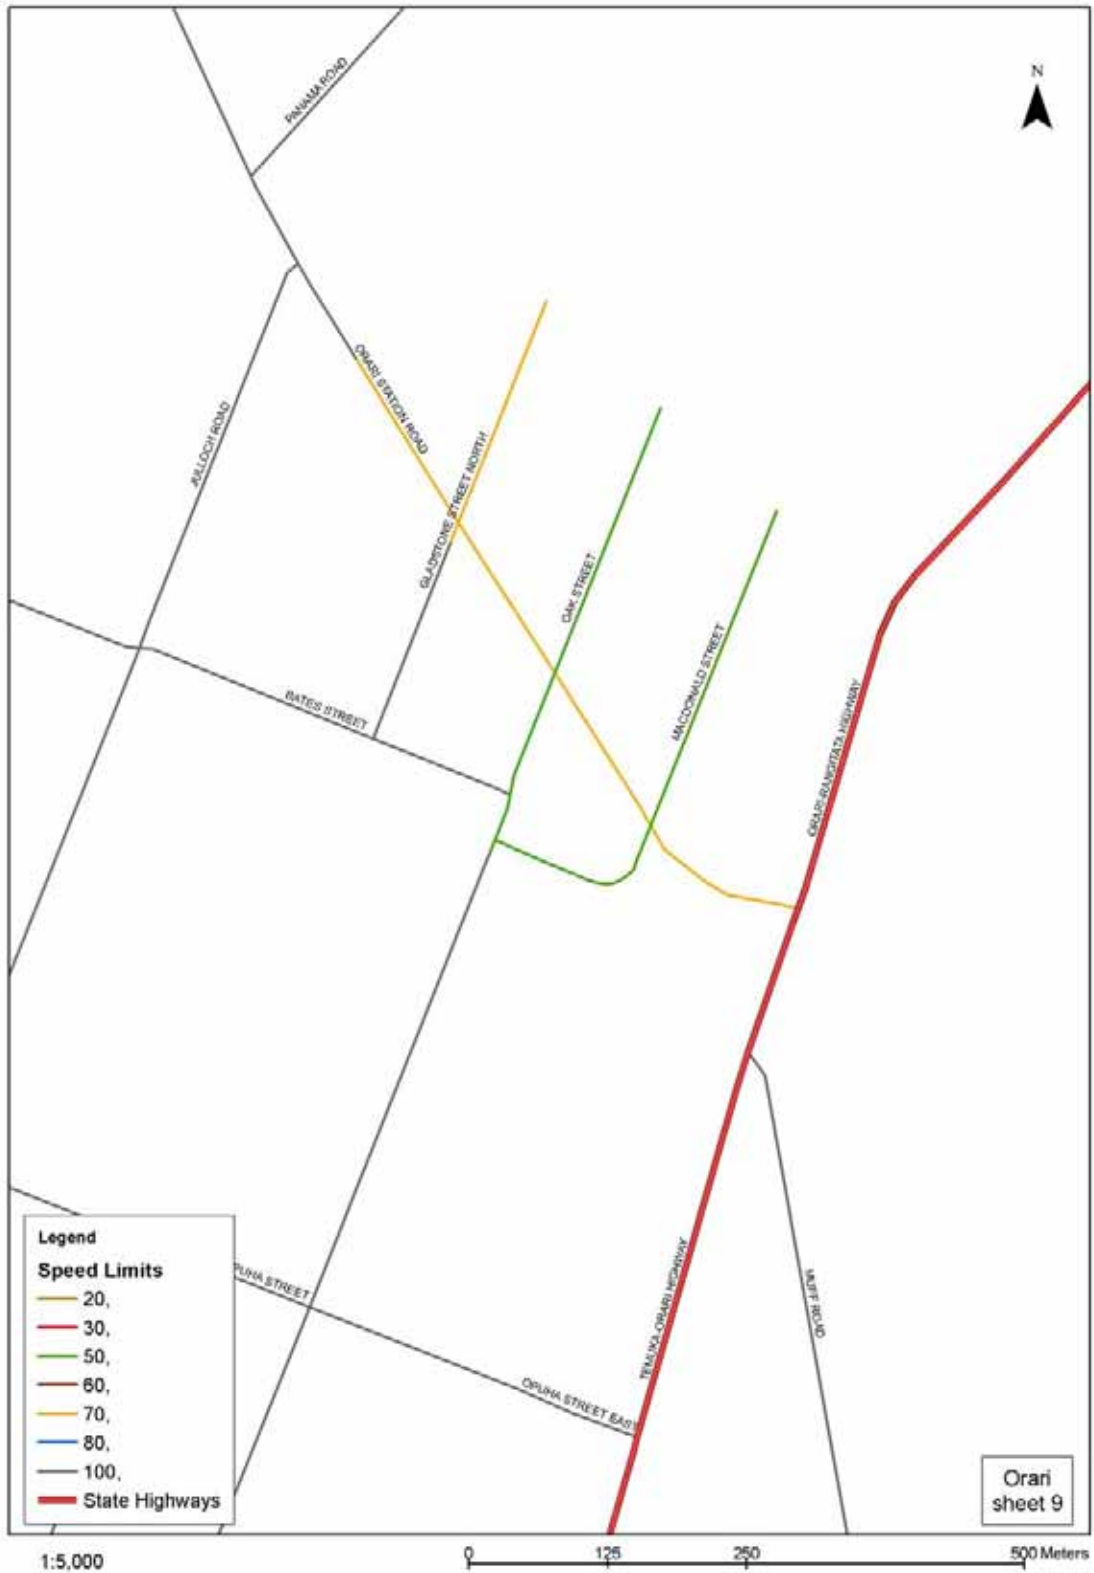 PANAMA ROAD
N
ORARI STATION ROAD
JULLOCH ROAD
GLADSTONE STREET NORTH
OAK STREET
MACDONALD STREET
BATES STREET
ORARI-RANGITATA HIGHWAY
PUHA STREET
TEMUKA-ORARI HIGHWAY
MUFF ROAD
OPUHA STREET EAST
Legend
Speed Limits
20,
30,
50,
60,
70,
80,
100,
State Highways
Orari
sheet 9
1:5,000
0 125 250 500 Meters